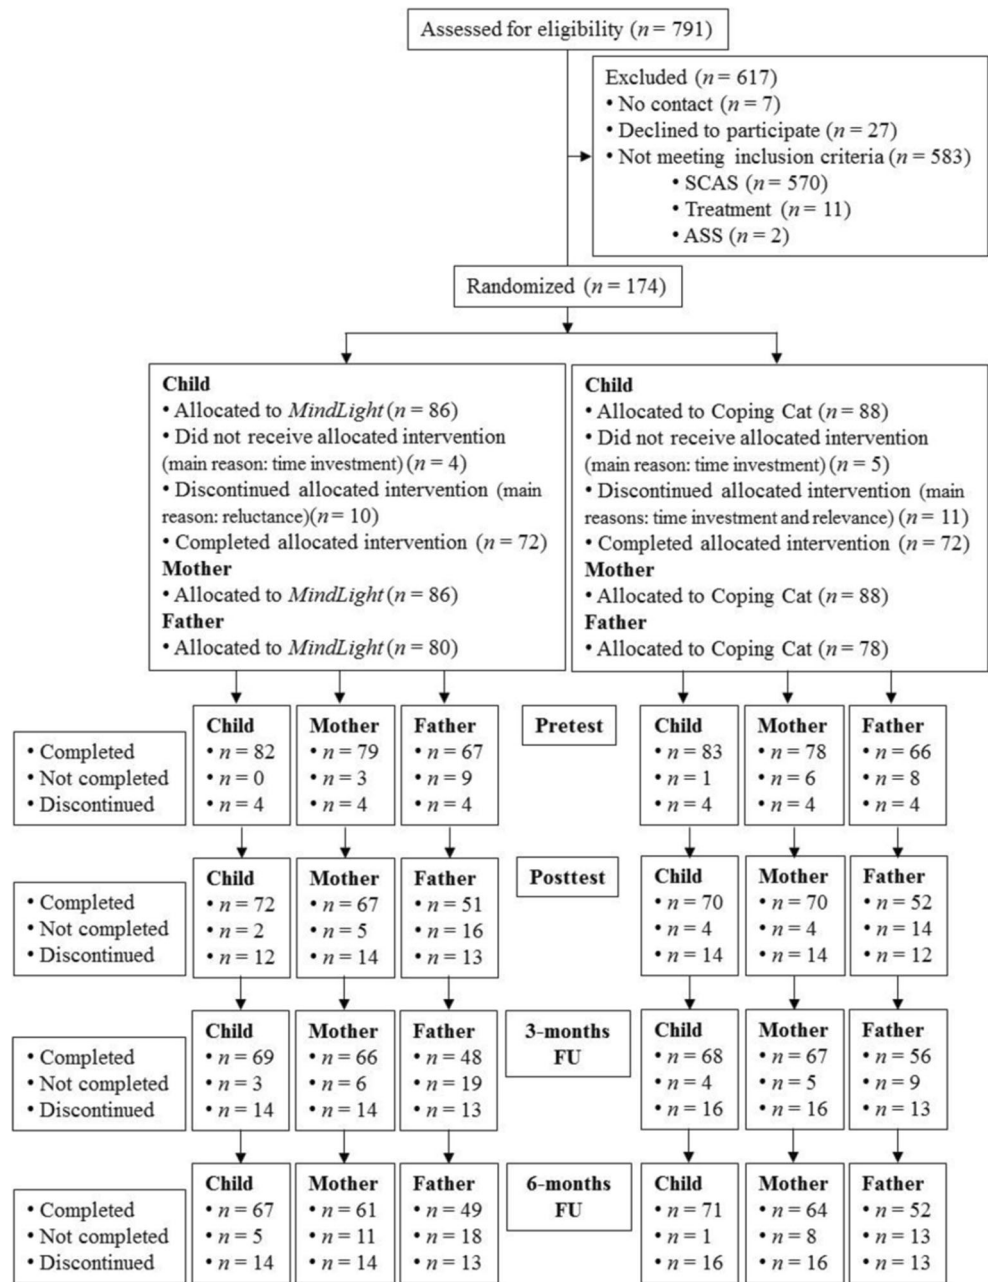 Assessed for eligibility (n = 791)
Excluded (n = 617)
• No contact (n = 7)
• Declined to participate (n = 27)
• Not meeting inclusion criteria (n = 583)
• SCAS (n = 570)
• Treatment (n = 11)
• ASS (n = 2)
Randomized (n = 174)
Child
• Allocated to MindLight (n = 86)
• Did not receive allocated intervention
(main reason: time investment) (n = 4)
• Discontinued allocated intervention (main
reason: reluctance)(n = 10)
• Completed allocated intervention (n = 72)
Mother
• Allocated to MindLight (n = 86)
Father
• Allocated to MindLight (n = 80)
Child
• Allocated to Coping Cat (n = 88)
• Did not receive allocated intervention
(main reason: time investment) (n = 5)
• Discontinued allocated intervention (main
reasons: time investment and relevance) (n = 11)
• Completed allocated intervention (n = 72)
Mother
• Allocated to Coping Cat (n = 88)
Father
• Allocated to Coping Cat (n = 78)
Child Mother Father Pretest Child Mother Father
• Completed • n = 82 • n = 79 • n = 67 • n = 83 • n = 78 • n = 66
• Not completed • n = 0 • n = 3 • n = 9 • n = 1 • n = 6 • n = 8
• Discontinued • n = 4 • n = 4 • n = 4 • n = 4 • n = 4 • n = 4
Child Mother Father Posttest Child Mother Father
• Completed • n = 72 • n = 67 • n = 51 • n = 70 • n = 70 • n = 52
• Not completed • n = 2 • n = 5 • n = 16 • n = 4 • n = 4 • n = 14
• Discontinued • n = 12 • n = 14 • n = 13 • n = 14 • n = 14 • n = 12
Child Mother Father 3-months Child Mother Father
• Completed • n = 69 • n = 66 • n = 48 FU • n = 68 • n = 67 • n = 56
• Not completed • n = 3 • n = 6 • n = 19 • n = 4 • n = 5 • n = 9
• Discontinued • n = 14 • n = 14 • n = 13 • n = 16 • n = 16 • n = 13
Child Mother Father 6-months Child Mother Father
• Completed • n = 67 • n = 61 • n = 49 FU • n = 71 • n = 64 • n = 52
• Not completed • n = 5 • n = 11 • n = 18 • n = 1 • n = 8 • n = 13
• Discontinued • n = 14 • n = 14 • n = 13 • n = 16 • n = 16 • n = 13